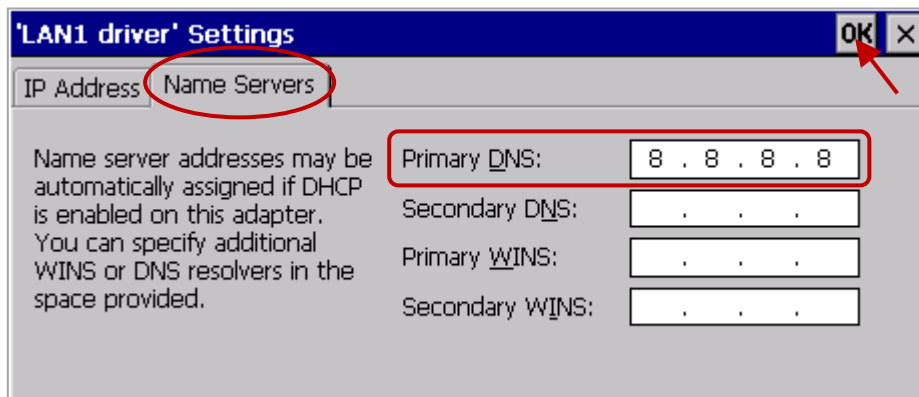 'LAN1 driver' Settings OK ×
IP Address Name Servers
Name server addresses may be
automatically assigned if DHCP
is enabled on this adapter.
You can specify additional
WINS or DNS resolvers in the
space provided.
Primary DNS: 8 . 8 . 8 . 8
Secondary DNS: . . .
Primary WINS: . . .
Secondary WINS: . . .